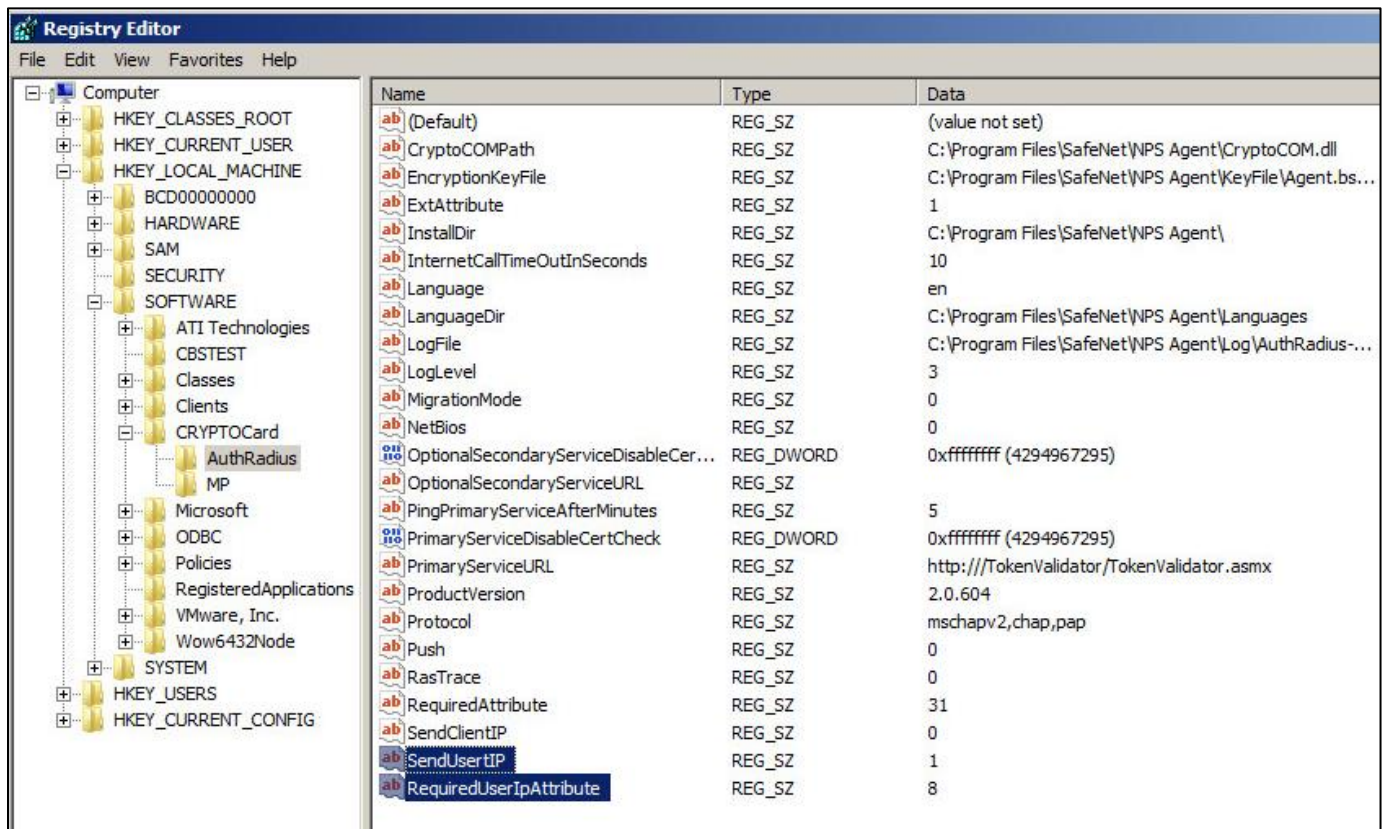 Registry Editor
File Edit View Favorites Help
Computer
HKEY_CLASSES_ROOT
HKEY_CURRENT_USER
HKEY_LOCAL_MACHINE
BCD00000000
HARDWARE
SAM
SECURITY
SOFTWARE
ATI Technologies
CBSTEST
Classes
Clients
CRYPTOCard
AuthRadius
MP
Microsoft
ODBC
Policies
RegisteredApplications
VMware, Inc.
Wow6432Node
SYSTEM
HKEY_USERS
HKEY_CURRENT_CONFIG
Name Type Data
(Default) REG_SZ (value not set)
CryptoCOMPath REG_SZ C:\Program Files\SafeNet\NPS Agent\CryptoCOM.dll
EncryptionKeyFile REG_SZ C:\Program Files\SafeNet\NPS Agent\KeyFile\Agent.bs...
ExtAttribute REG_SZ 1
InstallDir REG_SZ C:\Program Files\SafeNet\NPS Agent\
InternetCallTimeOutInSeconds REG_SZ 10
Language REG_SZ en
LanguageDir REG_SZ C:\Program Files\SafeNet\NPS Agent\Languages
LogFile REG_SZ C:\Program Files\SafeNet\NPS Agent\Log\AuthRadius-...
LogLevel REG_SZ 3
MigrationMode REG_SZ 0
NetBios REG_SZ 0
OptionalSecondaryServiceDisableCer... REG_DWORD 0xffffffff (4294967295)
OptionalSecondaryServiceURL REG_SZ
PingPrimaryServiceAfterMinutes REG_SZ 5
PrimaryServiceDisableCertCheck REG_DWORD 0xffffffff (4294967295)
PrimaryServiceURL REG_SZ http:///TokenValidator/TokenValidator.asmx
ProductVersion REG_SZ 2.0.604
Protocol REG_SZ mschapv2,chap,pap
Push REG_SZ 0
RasTrace REG_SZ 0
RequiredAttribute REG_SZ 31
SendClientIP REG_SZ 0
SendUsertIP REG_SZ 1
RequiredUserIpAttribute REG_SZ 8